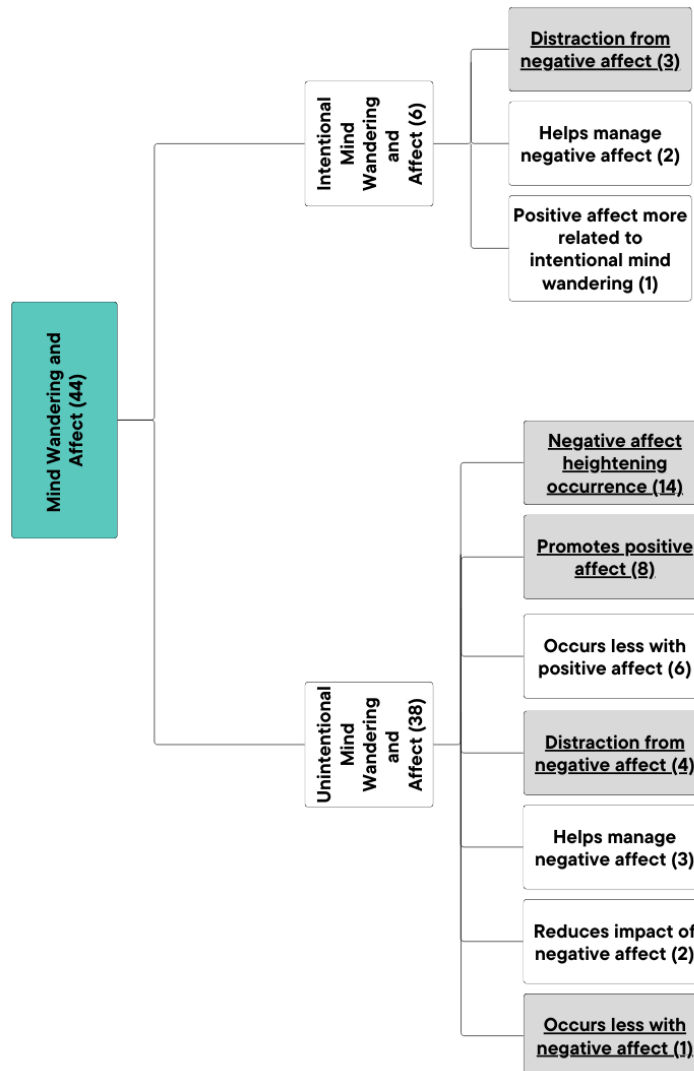 Mind Wandering and
Affect (44)
Intentional
Mind
Wandering
and
Affect (6)
Distraction from
negative affect (3)
Helps manage
negative affect (2)
Positive affect more
related to
intentional mind
wandering (1)
Unintentional
Mind
Wandering
and
Affect (38)
Negative affect
heightening
occurrence (14)
Promotes positive
affect (8)
Occurs less with
positive affect (6)
Distraction from
negative affect (4)
Helps manage
negative affect (3)
Reduces impact of
negative affect (2)
Occurs less with
negative affect (1)